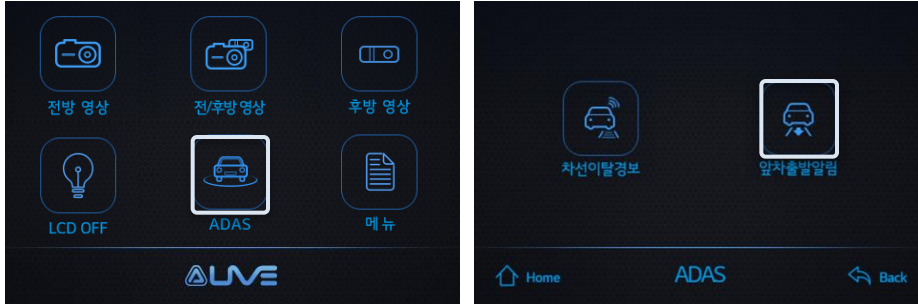 전방 영상
전/후방 영상
후방 영상
LCD OFF
ADAS
메뉴
ALIVE
차선이탈경보
앞차출발알림
Home
ADAS
Back